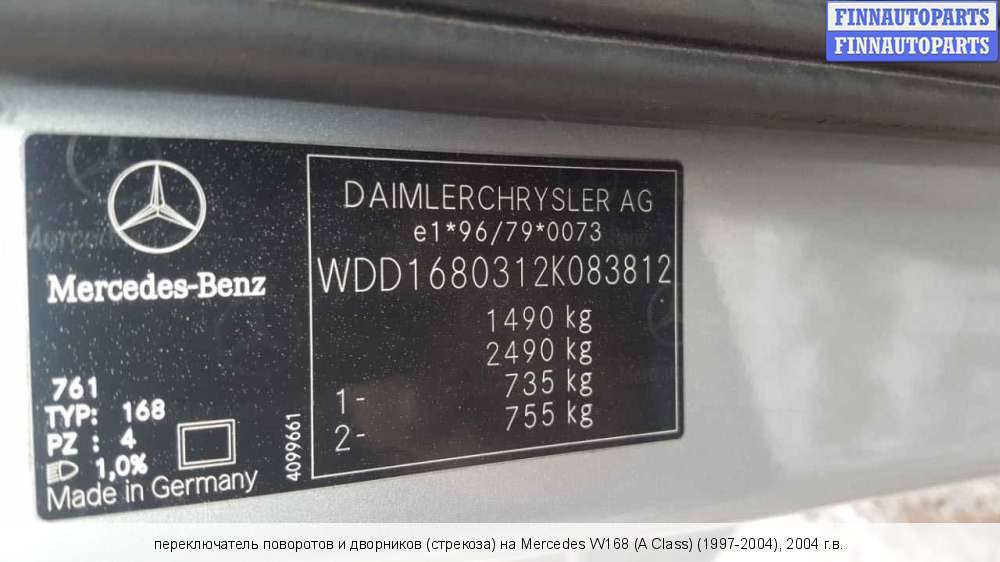 FINNAUTOPARTS
FINNAUTOPARTS
DAIMLERCHRYSLER AG
e1*96/79*0073
WDD1680312K083812
1490 kg
2490 kg
1- 735 kg
2- 755 kg
Mercedes-Benz
761
TYP: 168
PZ : 4
1,0%
Made in Germany
4099661
переключатель поворотов и дворников (стрекоза) на Mercedes W168 (A Class) (1997-2004), 2004 г.в.